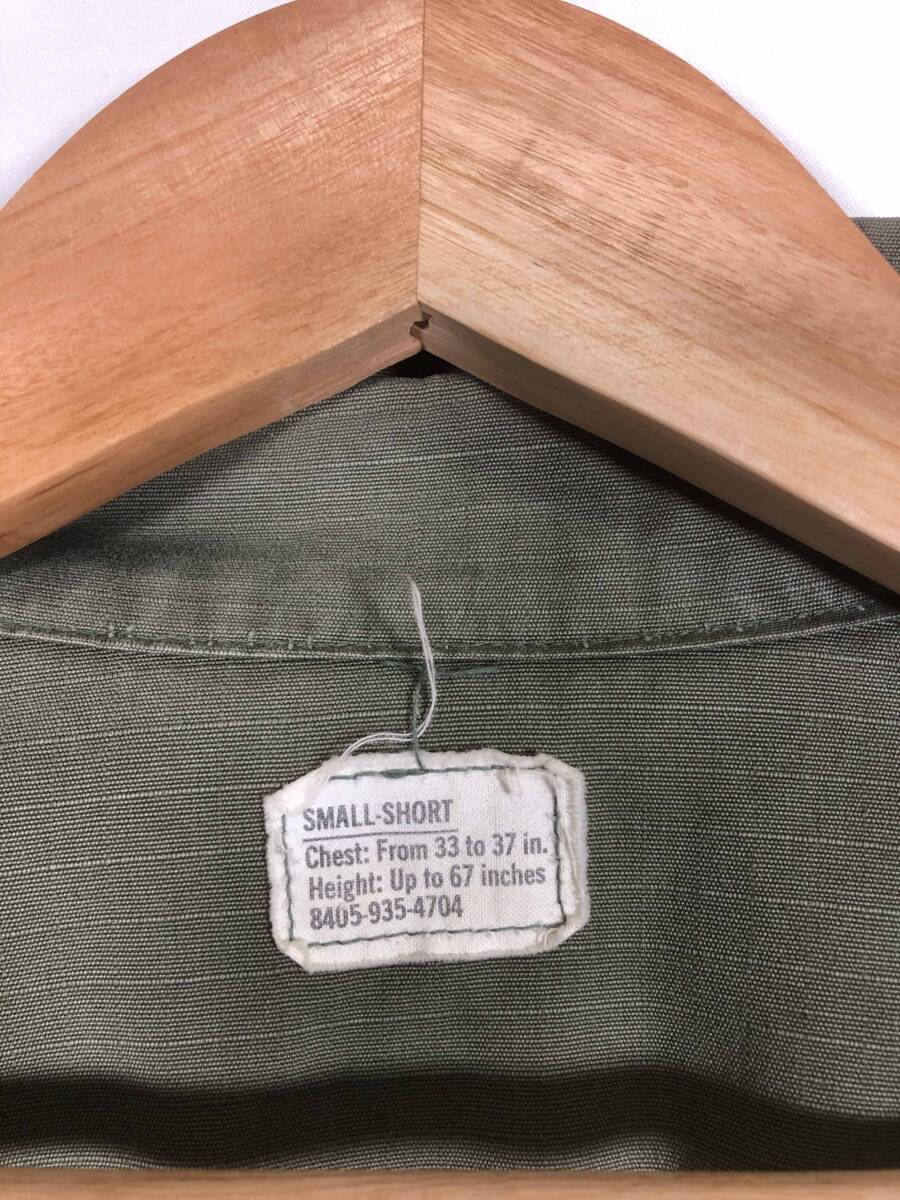 SMALL-SHORT
Chest: From 33 to 37 in.
Height: Up to 67 inches
8405-935-4704